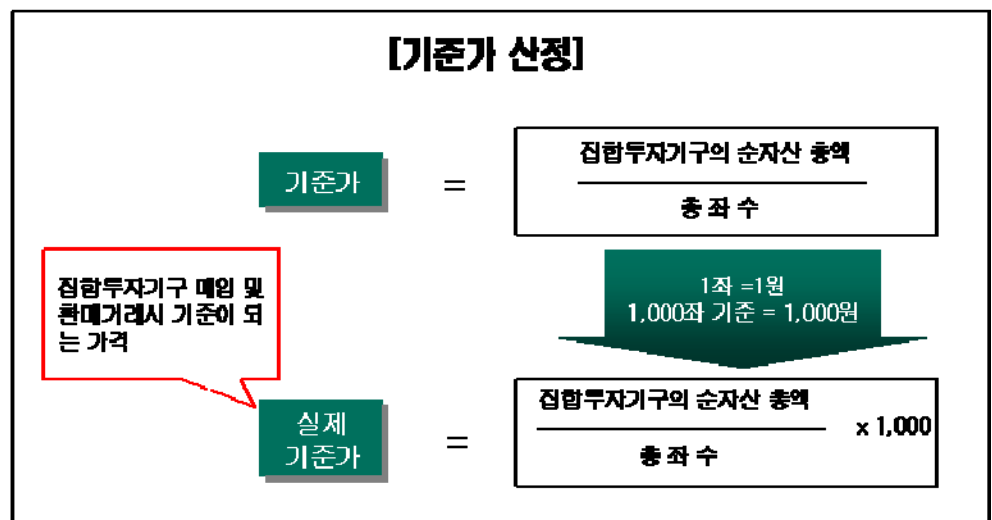 [기준가 산정]
기준가
=
집합투자기구의 순자산 총액
총 좌 수
집합투자기구 매입 및
판매거래시 기준이 되
는 가격
1좌 =1원
1,000좌 기준 = 1,000원
실제
기준가
=
집합투자기구의 순자산 총액
x 1,000
총 좌 수